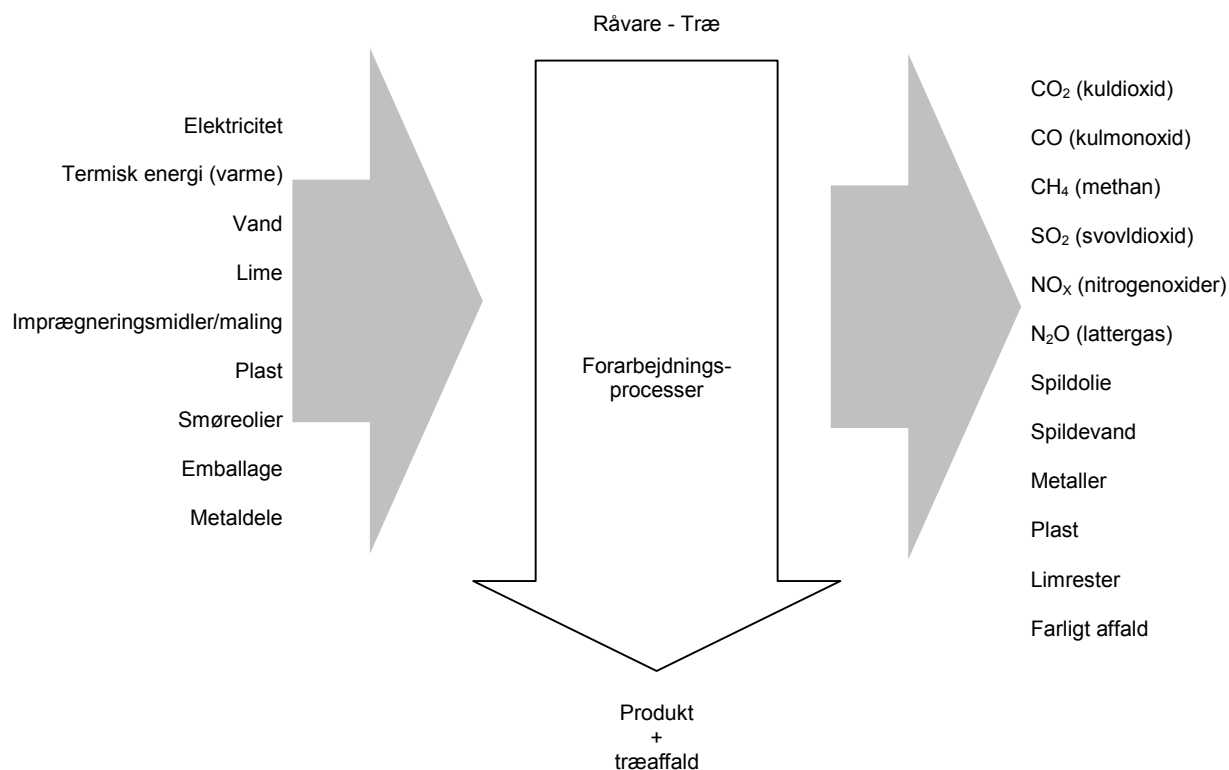 Råvare - Træ
Elektricitet
Termisk energi (varme)
Vand
Lime
Imprægneringsmidler/maling
Plast
Smøreolier
Emballage
Metaldele
Forarbejdnings-
processer
CO₂ (kuldioxid)
CO (kulmonoxid)
CH₄ (methan)
SO₂ (svovldioxid)
NOₓ (nitrogenoxider)
N₂O (lattergas)
Spildolie
Spildevand
Metaller
Plast
Limrester
Farligt affald
Produkt
+
træaffald